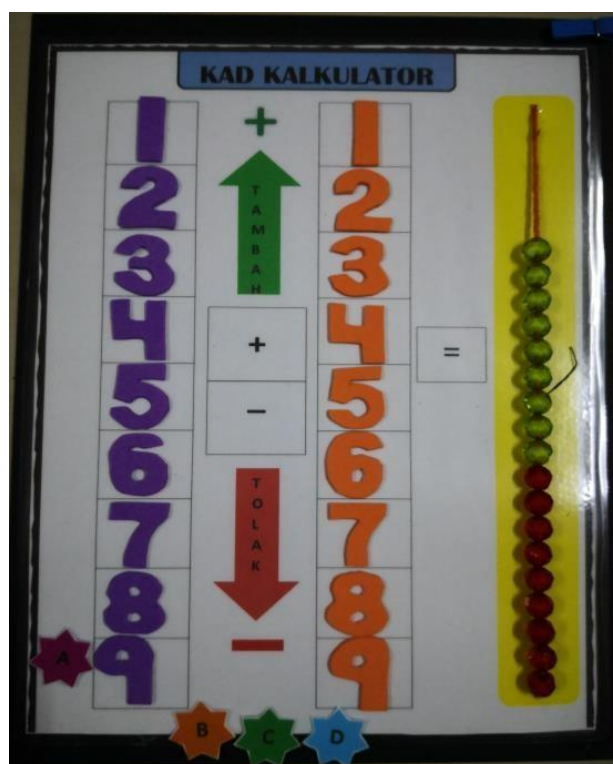 KAD KALKULATOR
1 + 1
2 2
3 3
4 4
5 5
6 6
7 7
8 8
9 9
TAMBAH
+
=
−
TOLAK
−
A
B C D